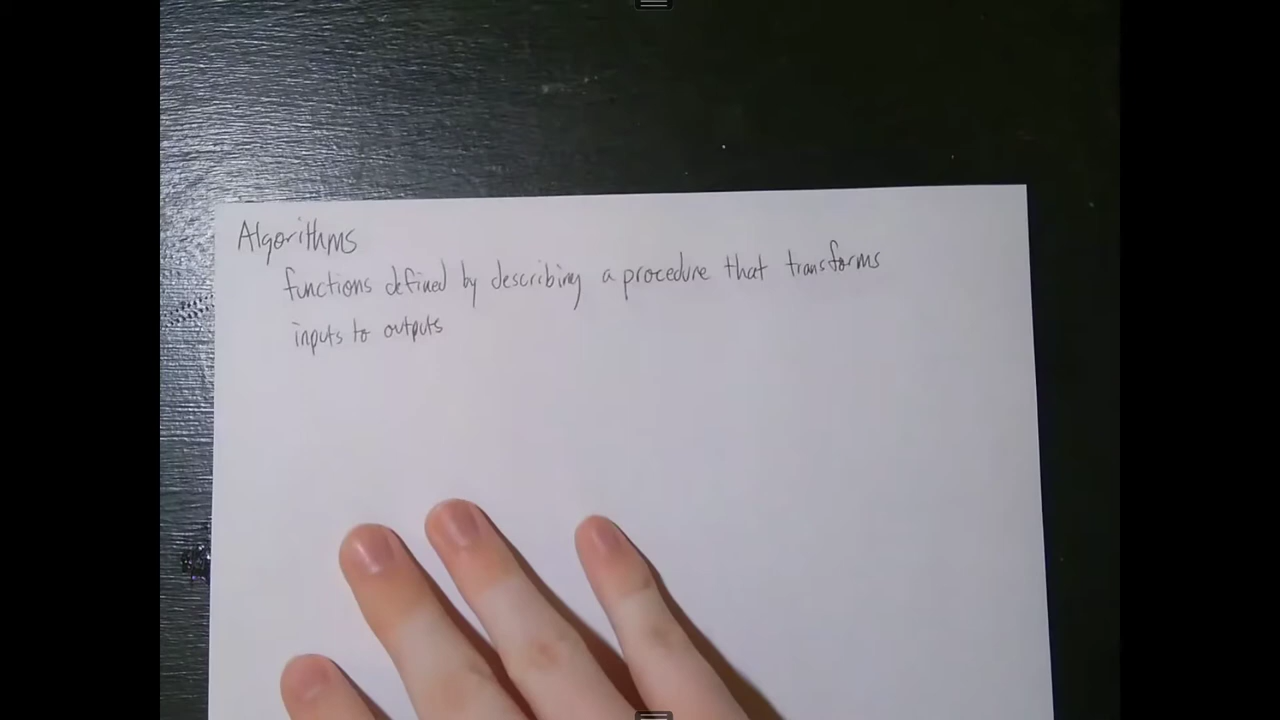 Algorithms
functions defined by describing a procedure that transforms
inputs to outputs